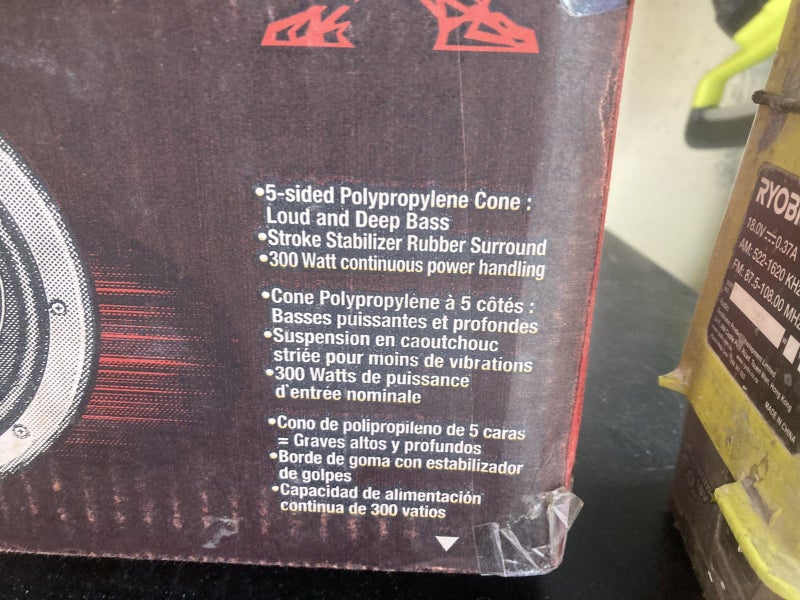 •5-sided Polypropylene Cone :
Loud and Deep Bass
•Stroke Stabilizer Rubber Surround
•300 Watt continuous power handling
•Cone Polypropylène à 5 côtés :
Basses puissantes et profondes
•Suspension en caoutchouc
striée pour moins de vibrations
•300 Watts de puissance
d'entrée nominale
•Cono de polipropileno de 5 caras
= Graves altos y profundos
•Borde de goma con estabilizador
de golpes
•Capacidad de alimentación
continua de 300 vatios
RYOBI
18.0V⎓0.37A
AM: 522-1620 KHz
FM: 87.5-108.00 MHz
MADE IN CHINA